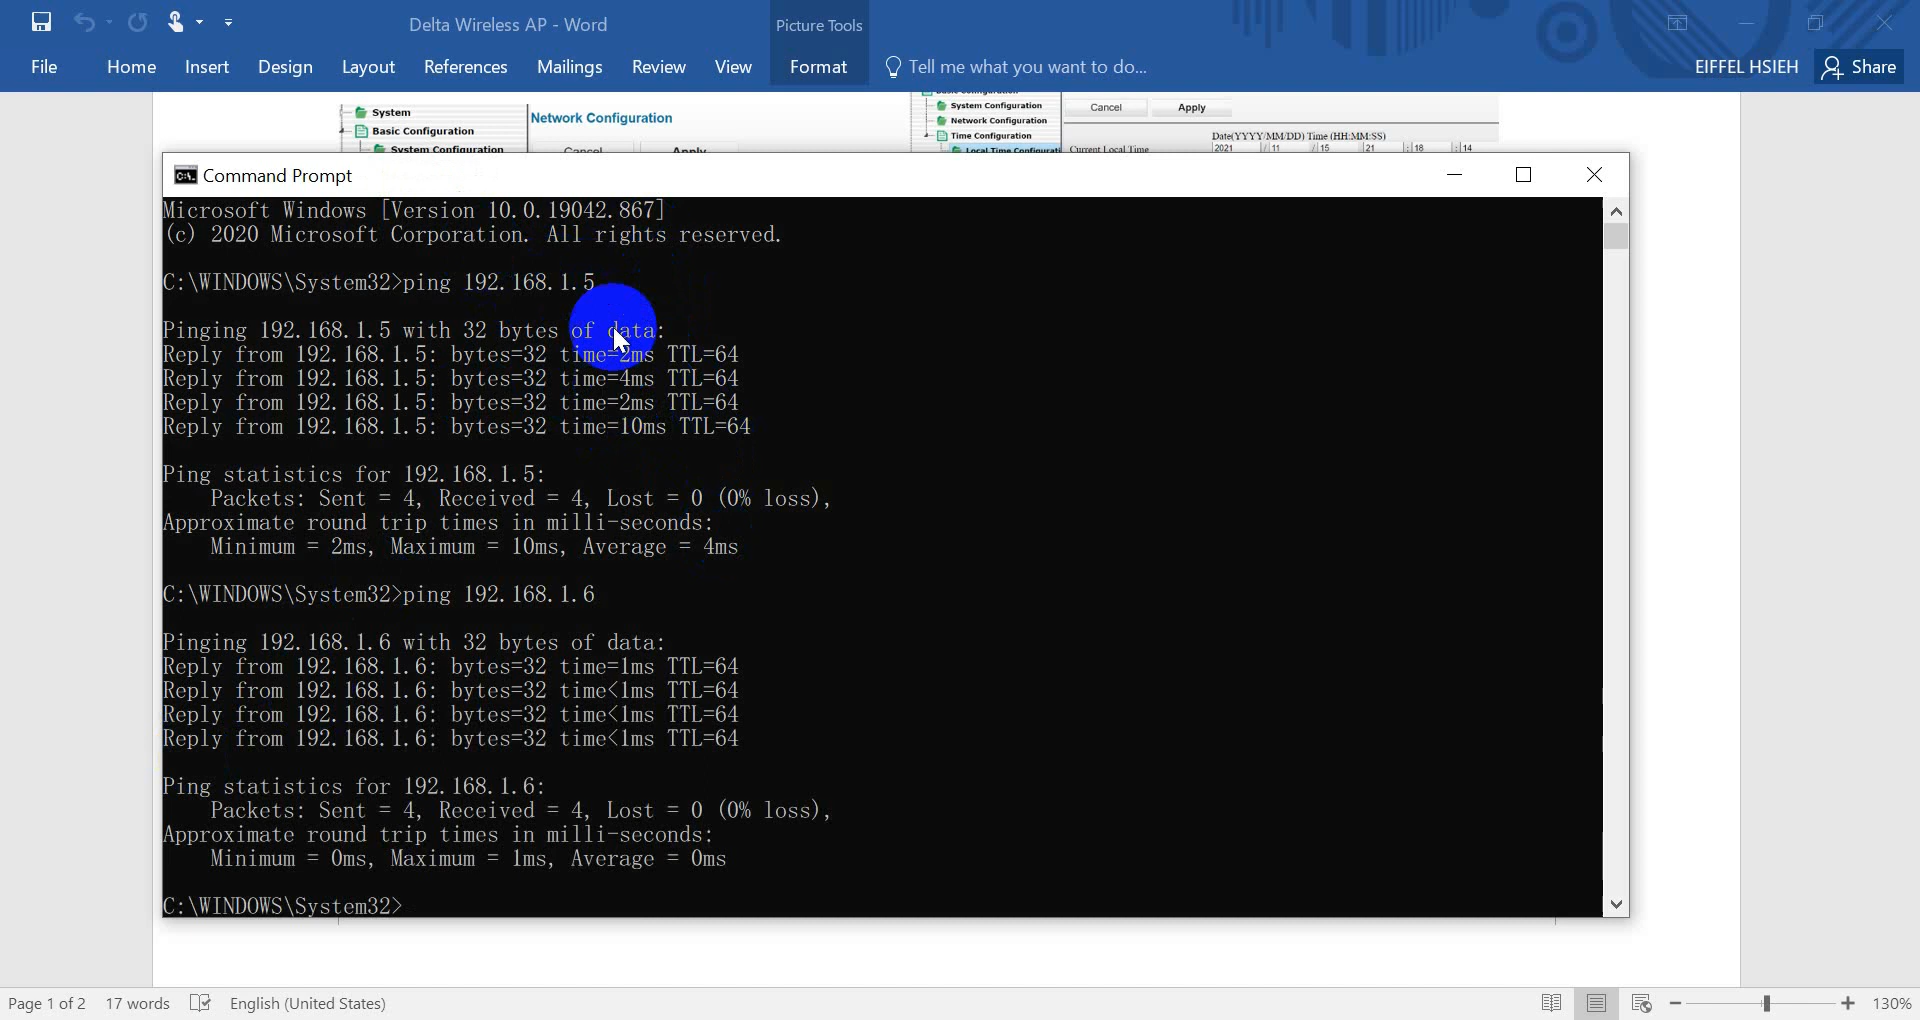 Delta Wireless AP - Word
Picture Tools
File Home Insert Design Layout References Mailings Review View Format Tell me what you want to do... EIFFEL HSIEH Share
System
Basic Configuration
System Configuration
Network Configuration
Cancel Apply
System Configuration
Network Configuration
Time Configuration
Local Time Configurati
Cancel Apply
Date(YYYY/MM/DD) Time (HH:MM:SS)
Current Local Time 2021 / 11 / 15 21 : 18 : 14
Command Prompt
Microsoft Windows [Version 10.0.19042.867]
(c) 2020 Microsoft Corporation. All rights reserved.
C:\WINDOWS\System32>ping 192.168.1.5
Pinging 192.168.1.5 with 32 bytes of data:
Reply from 192.168.1.5: bytes=32 time=2ms TTL=64
Reply from 192.168.1.5: bytes=32 time=4ms TTL=64
Reply from 192.168.1.5: bytes=32 time=2ms TTL=64
Reply from 192.168.1.5: bytes=32 time=10ms TTL=64
Ping statistics for 192.168.1.5:
Packets: Sent = 4, Received = 4, Lost = 0 (0% loss),
Approximate round trip times in milli-seconds:
Minimum = 2ms, Maximum = 10ms, Average = 4ms
C:\WINDOWS\System32>ping 192.168.1.6
Pinging 192.168.1.6 with 32 bytes of data:
Reply from 192.168.1.6: bytes=32 time=1ms TTL=64
Reply from 192.168.1.6: bytes=32 time<1ms TTL=64
Reply from 192.168.1.6: bytes=32 time<1ms TTL=64
Reply from 192.168.1.6: bytes=32 time<1ms TTL=64
Ping statistics for 192.168.1.6:
Packets: Sent = 4, Received = 4, Lost = 0 (0% loss),
Approximate round trip times in milli-seconds:
Minimum = 0ms, Maximum = 1ms, Average = 0ms
C:\WINDOWS\System32>
Page 1 of 2 17 words English (United States) 130%